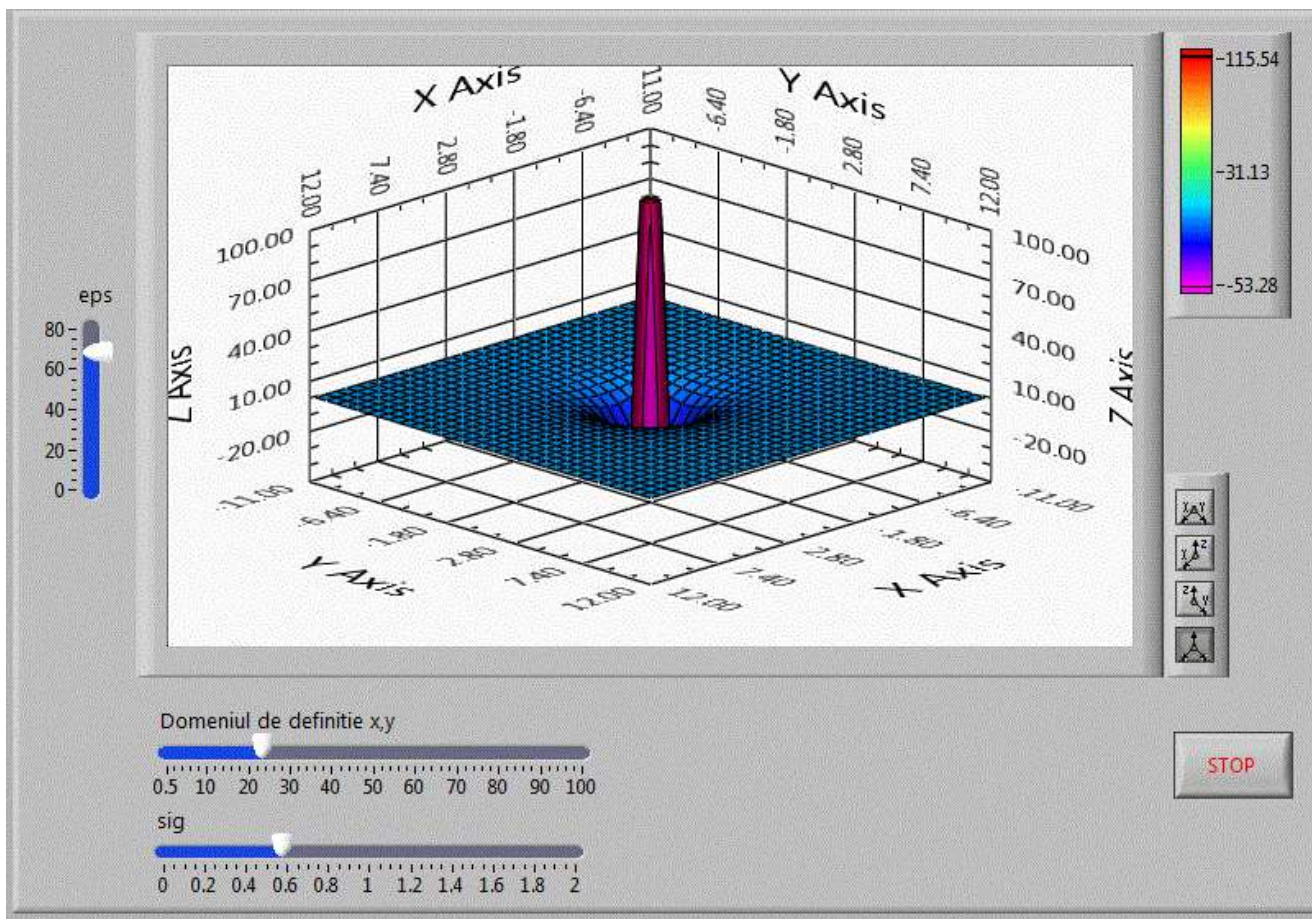 X Axis
Y Axis
12.00 7.40 2.80 -1.80 -6.40 -11.00 -6.40 -1.80 2.80 7.40 12.00
100.00
70.00
40.00
10.00
-20.00
Z Axis
100.00
70.00
40.00
10.00
-20.00
Z Axis
-11.00 -6.40 -1.80 2.80 7.40 12.00
Y Axis
12.00 7.40 2.80 -1.80 -6.40 -11.00
X Axis
-115.54
-31.13
--53.28
eps
80
60
40
20
0
X Y
X Z
Z Y
Domeniul de definitie x,y
0.5 10 20 30 40 50 60 70 80 90 100
sig
0 0.2 0.4 0.6 0.8 1 1.2 1.4 1.6 1.8 2
STOP